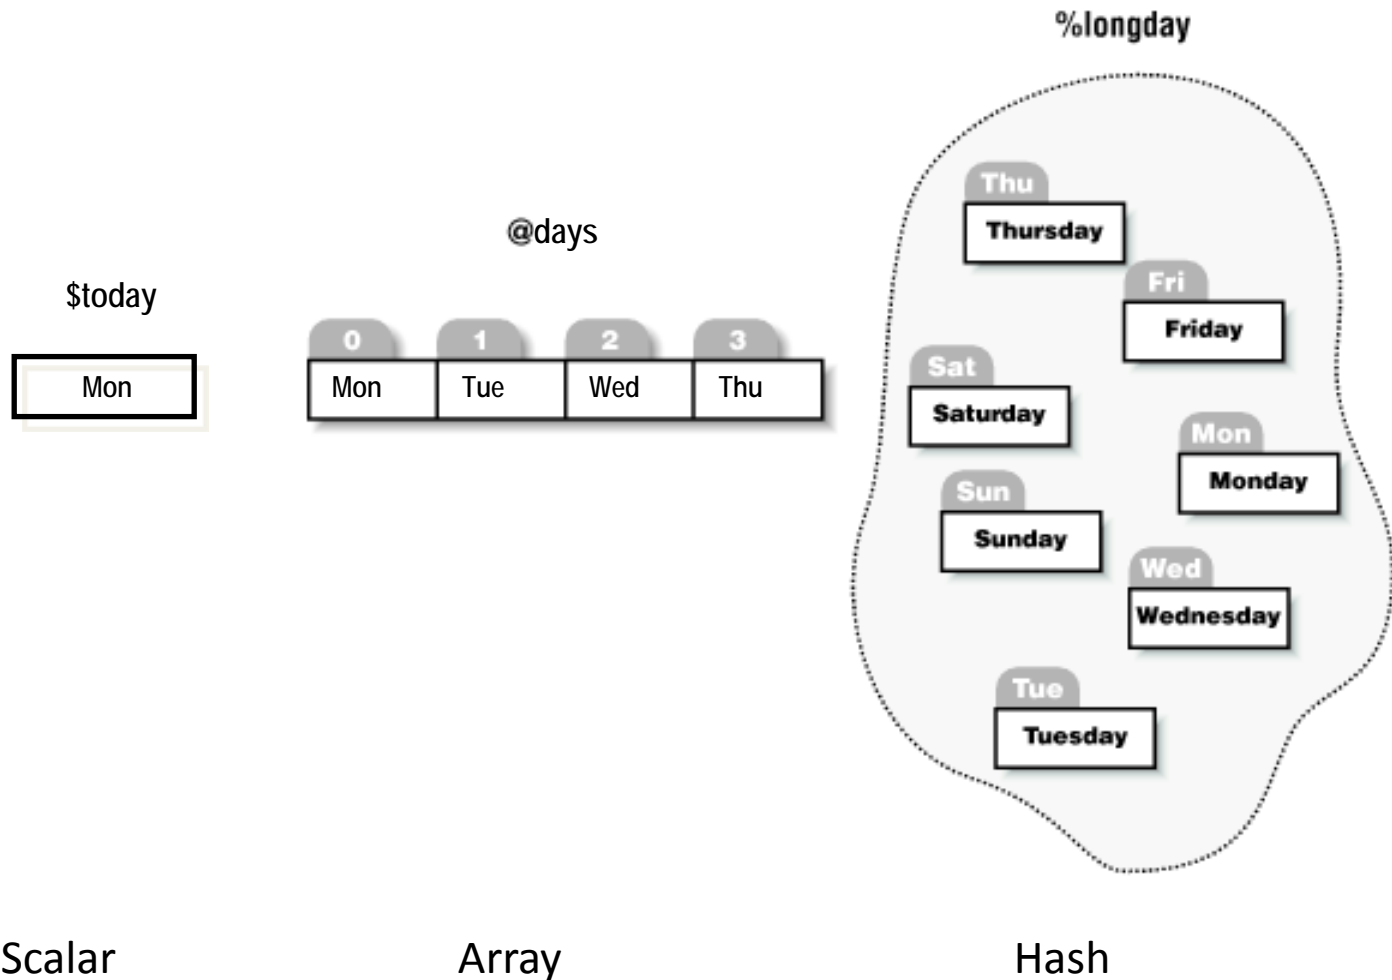 %longday
Thu
Thursday
@days
Fri
$today
Friday
0 1 2 3
Mon
Mon Tue Wed Thu
Sat
Saturday
Mon
Monday
Sun
Sunday
Wed
Wednesday
Tue
Tuesday
Scalar Array Hash